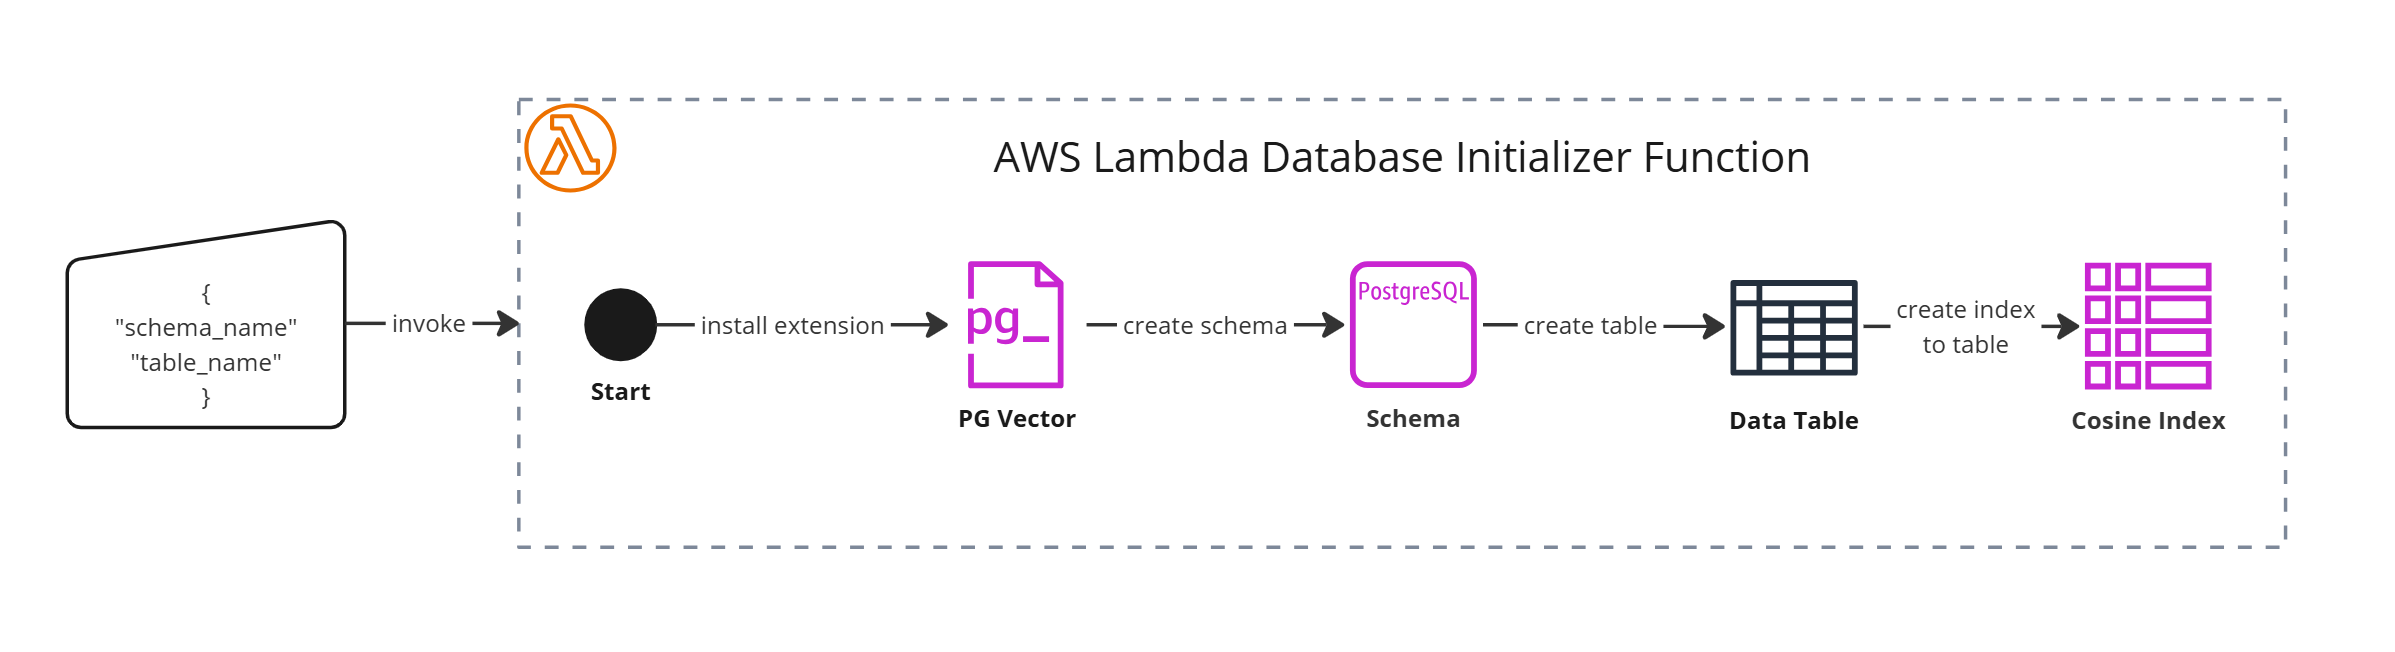 AWS Lambda Database Initializer Function
{
"schema_name"
"table_name"
}
invoke
install extension
pg_
create schema
PostgreSQL
create table
create index
to table
Start
PG Vector
Schema
Data Table
Cosine Index